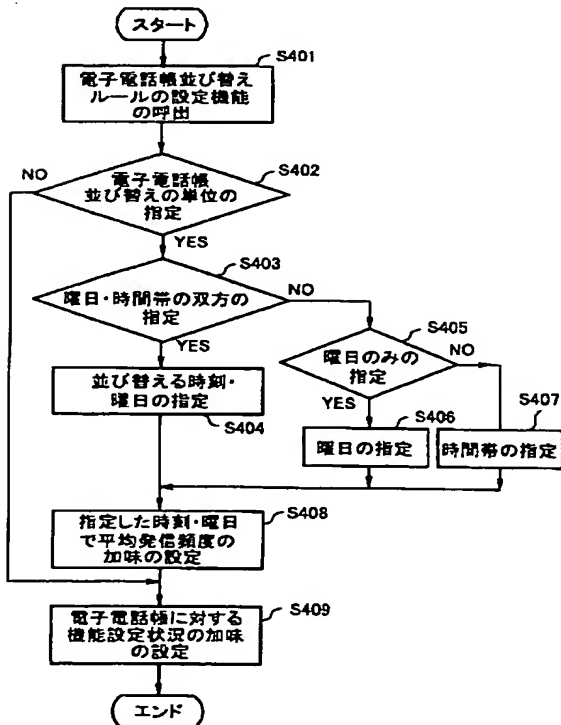 スタート
S401
電子電話帳並び替え
ルールの設定機能
の呼出
S402
NO
電子電話帳
並び替えの単位の
指定
YES
S403
NO
曜日・時間帯の双方の
指定
YES
S405
曜日のみの
指定
NO
YES
並び替える時刻・
曜日の指定
S404
S406
曜日の指定
S407
時間帯の指定
S408
指定した時刻・曜日
で平均発信頻度の
加味の設定
S409
電子電話帳に対する
機能設定状況の加味
の設定
エンド